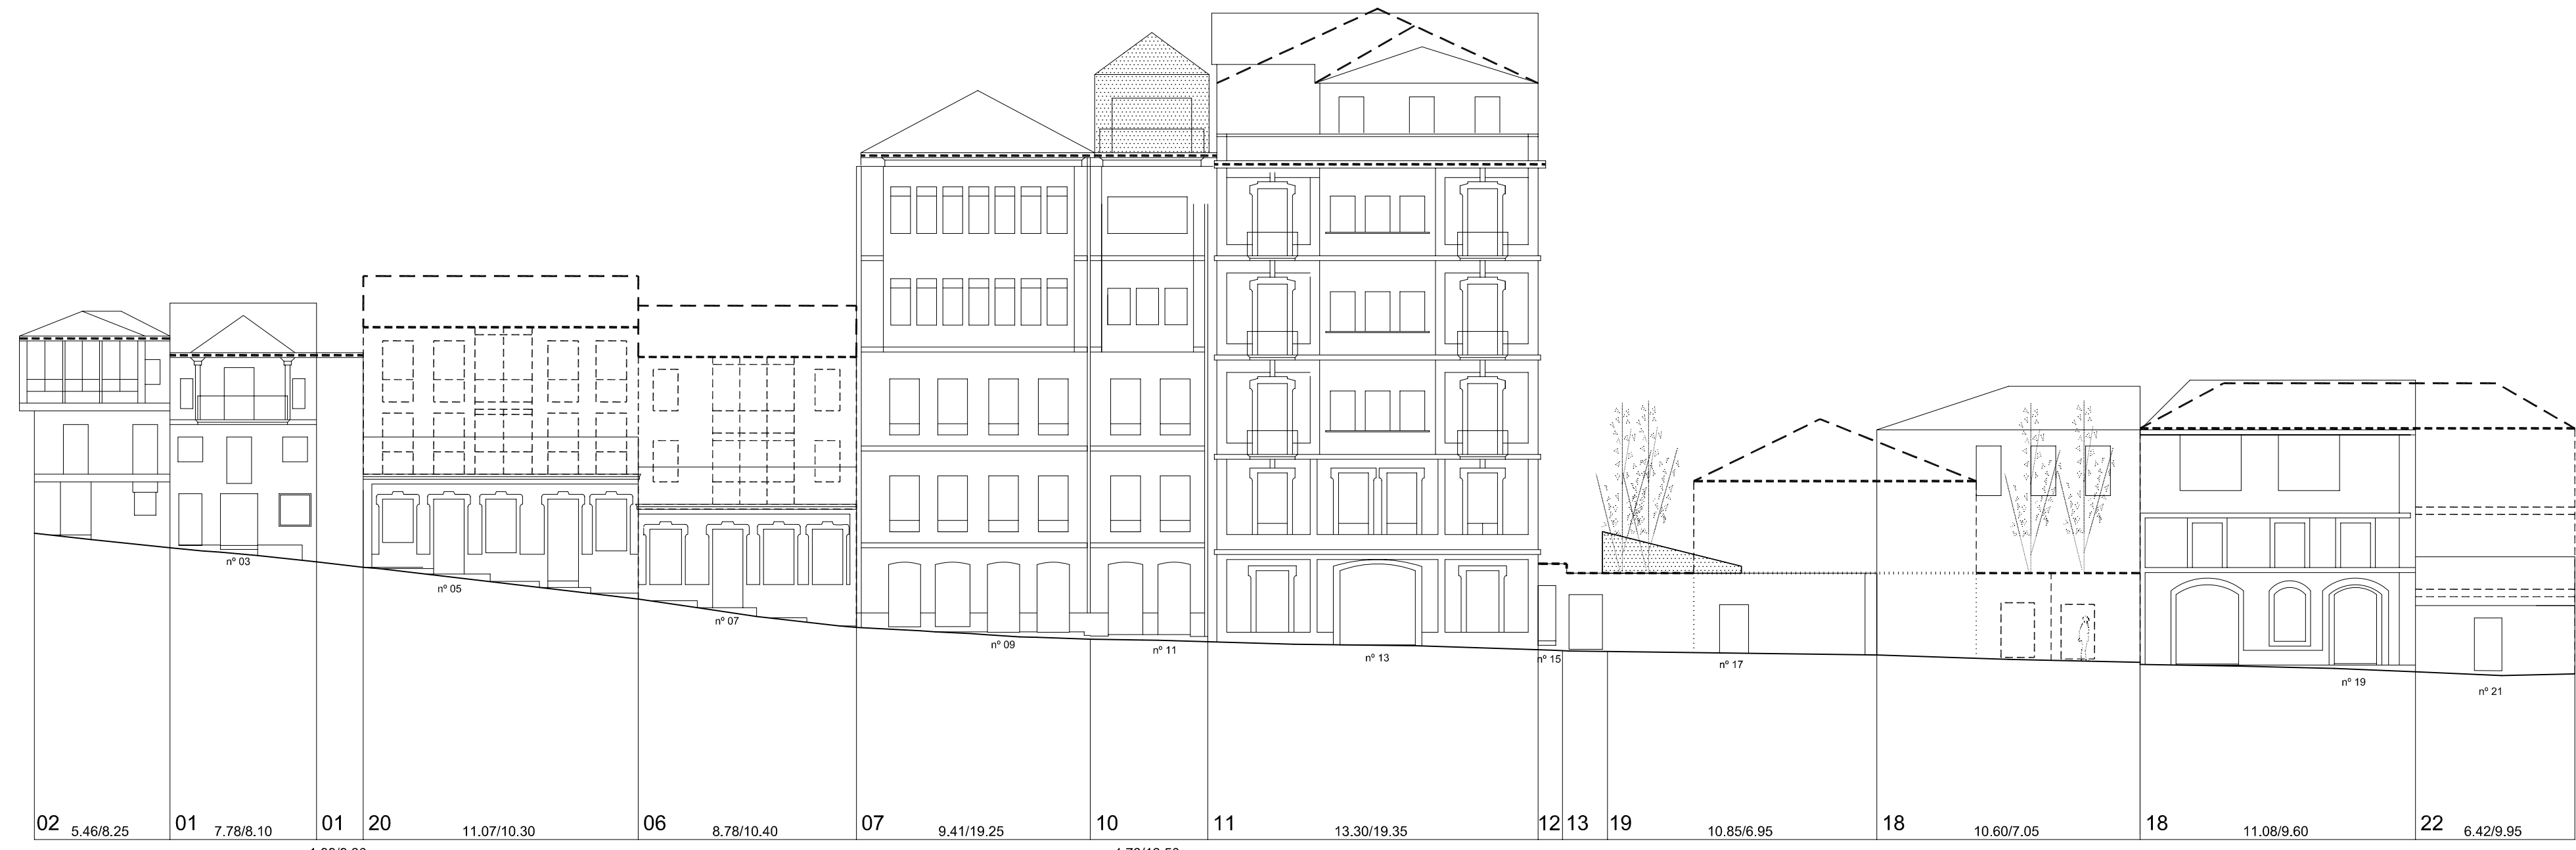 nº 03
nº 05
nº 07
nº 09
nº 11
nº 13
nº 15
nº 17
nº 19
nº 21
02 5.46/8.25
01 7.78/8.10
01
20 11.07/10.30
06 8.78/10.40
07 9.41/19.25
10
11 13.30/19.35
12
13
19 10.85/6.95
18 10.60/7.05
18 11.08/9.60
22 6.42/9.95